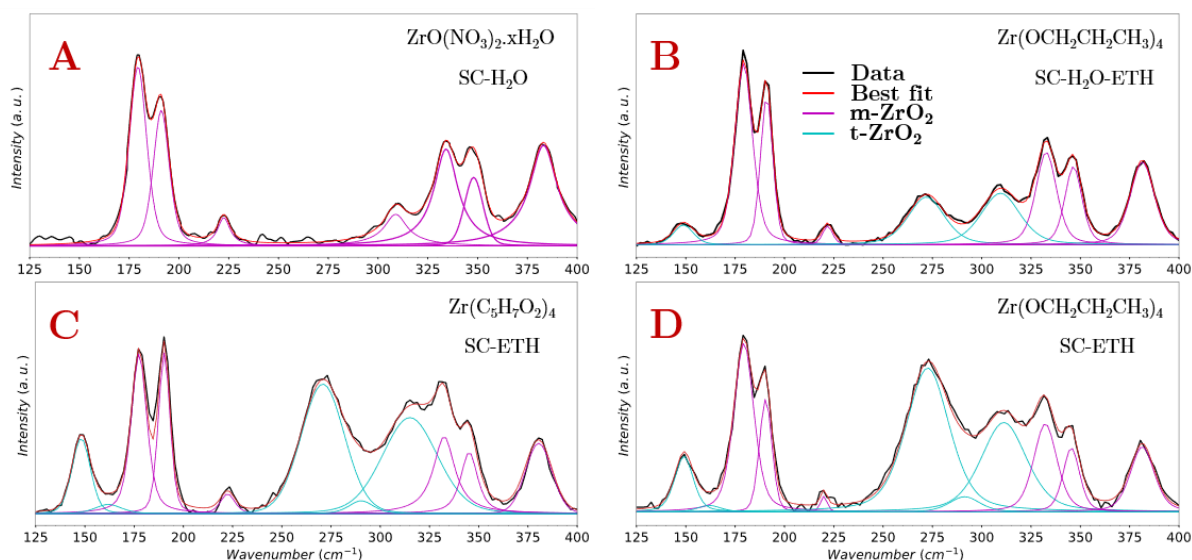 A
ZrO(NO₃)₂.xH₂O
SC-H₂O
Intensity (a. u.)
125 150 175 200 225 250 275 300 325 350 375 400
B
Zr(OCH₂CH₂CH₃)₄
SC-H₂O-ETH
Data
Best fit
m-ZrO₂
t-ZrO₂
Intensity (a. u.)
125 150 175 200 225 250 275 300 325 350 375 400
C
Zr(C₅H₇O₂)₄
SC-ETH
Intensity (a. u.)
125 150 175 200 225 250 275 300 325 350 375 400
Wavenumber (cm⁻¹)
D
Zr(OCH₂CH₂CH₃)₄
SC-ETH
Intensity (a. u.)
125 150 175 200 225 250 275 300 325 350 375 400
Wavenumber (cm⁻¹)